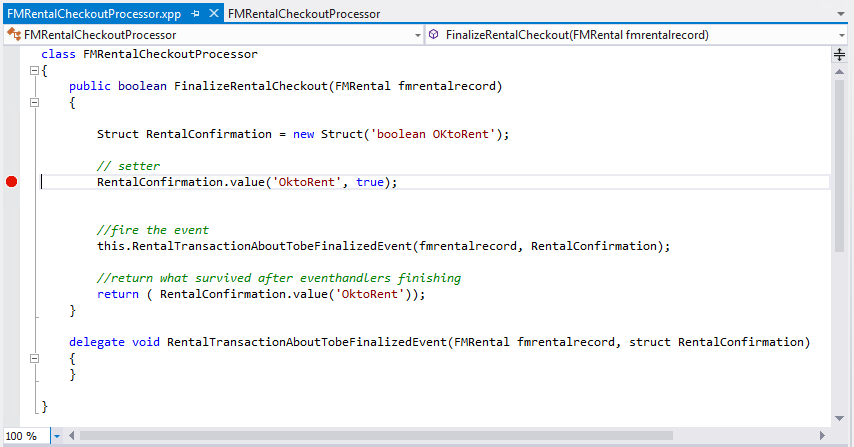 FMRentalCheckoutProcessor.xpp FMRentalCheckoutProcessor
FMRentalCheckoutProcessor FinalizeRentalCheckout(FMRental fmrentalrecord)
class FMRentalCheckoutProcessor
{
public boolean FinalizeRentalCheckout(FMRental fmrentalrecord)
{
Struct RentalConfirmation = new Struct('boolean OKtoRent');
// setter
RentalConfirmation.value('OktoRent', true);
//fire the event
this.RentalTransactionAboutTobeFinalizedEvent(fmrentalrecord, RentalConfirmation);
//return what survived after eventhandlers finishing
return ( RentalConfirmation.value('OktoRent'));
}
delegate void RentalTransactionAboutTobeFinalizedEvent(FMRental fmrentalrecord, struct RentalConfirmation)
{
}
}
100 %